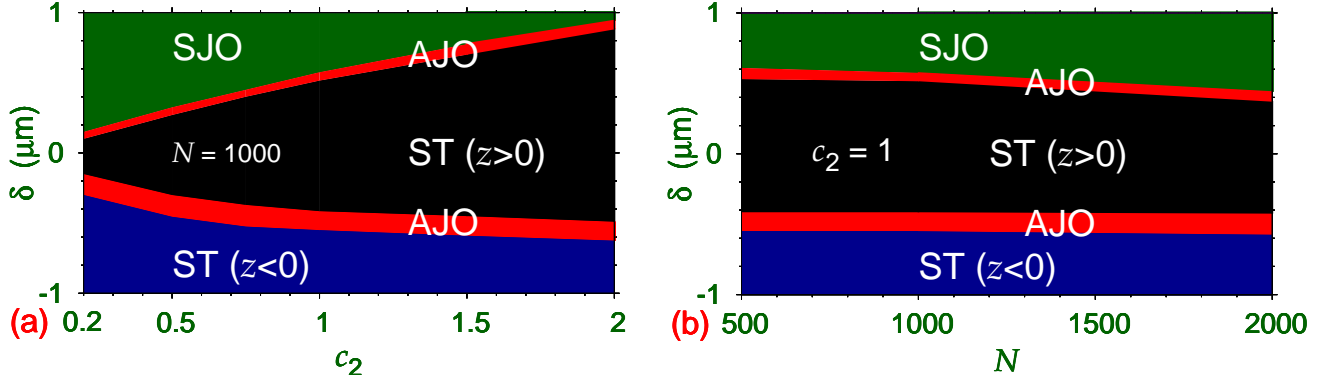 1
SJO
AJO
δ (μm)
0
N = 1000
ST (z>0)
AJO
ST (z<0)
-1
(a)
0.2
0.5
1
1.5
2
c₂
1
SJO
AJO
δ (μm)
0
c₂ = 1
ST (z>0)
AJO
ST (z<0)
-1
(b)
500
1000
1500
2000
N